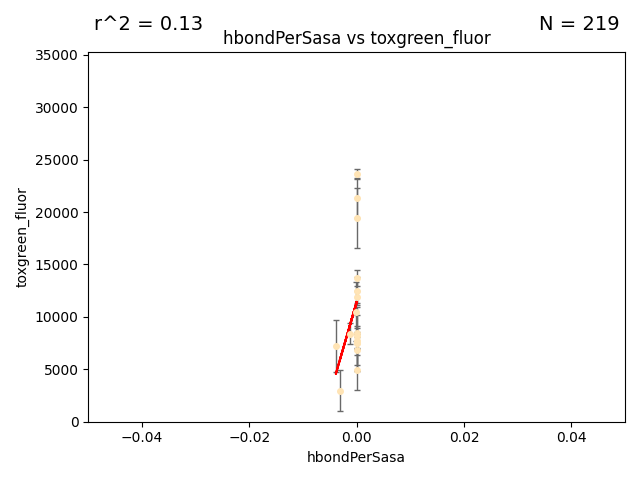 r^2 = 0.13
N = 219
hbondPerSasa vs toxgreen_fluor
35000
30000
25000
20000
15000
10000
5000
0
toxgreen_fluor
−0.04
−0.02
0.00
0.02
0.04
hbondPerSasa